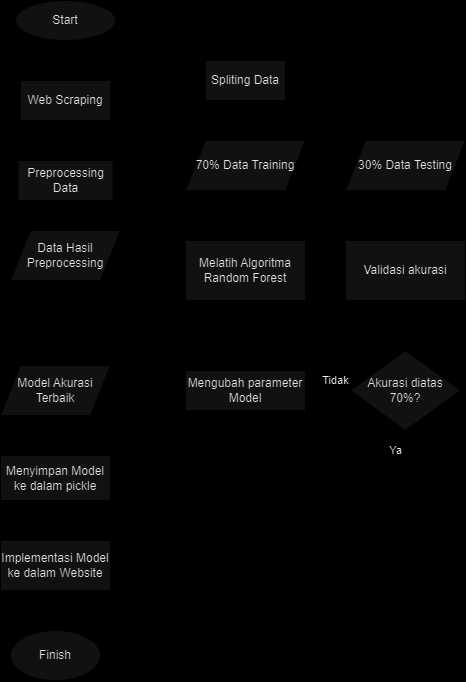 Start
Web Scraping
Preprocessing
Data
Data Hasil
Preprocessing
Spliting Data
70% Data Training
30% Data Testing
Melatih Algoritma
Random Forest
Validasi akurasi
Akurasi diatas
70%?
Tidak
Ya
Mengubah parameter
Model
Model Akurasi
Terbaik
Menyimpan Model
ke dalam pickle
Implementasi Model
ke dalam Website
Finish